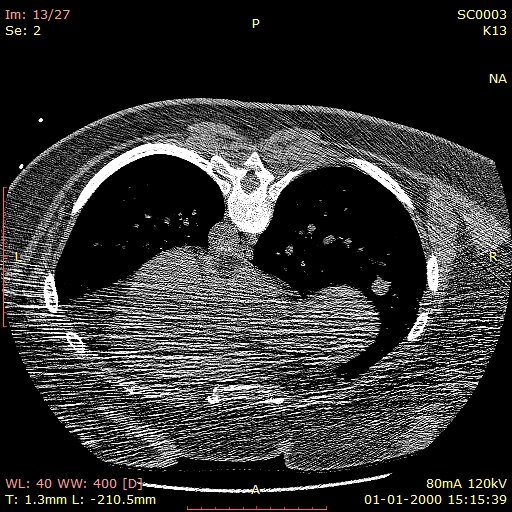 Im: 13/27
Se: 2
P
SC0003
K13
NA
L
R
WL: 40 WW: 400 [D]
T: 1.3mm L: -210.5mm
A
80mA 120kV
01-01-2000 15:15:39